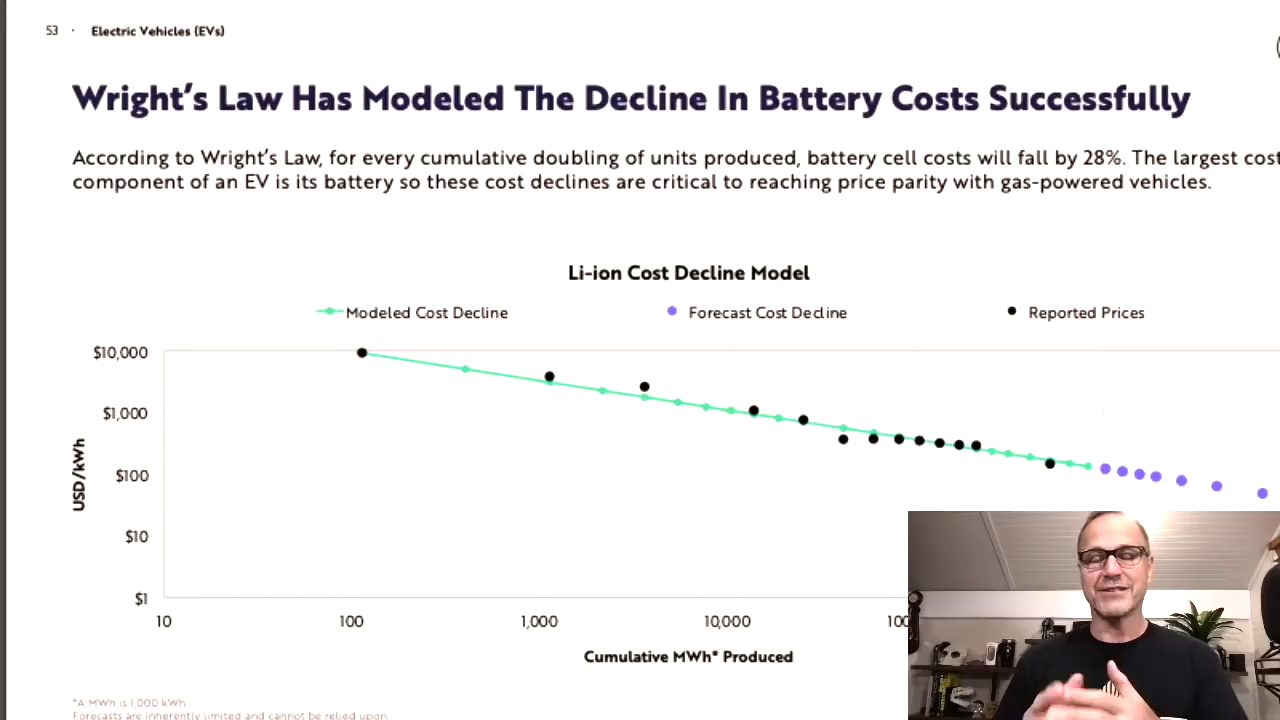 53 · Electric Vehicles (EVs)
Wright's Law Has Modeled The Decline In Battery Costs Successfully
According to Wright's Law, for every cumulative doubling of units produced, battery cell costs will fall by 28%. The largest cost
component of an EV is its battery so these cost declines are critical to reaching price parity with gas-powered vehicles.
Li-ion Cost Decline Model
Modeled Cost Decline Forecast Cost Decline Reported Prices
$10,000
$1,000
$100
$10
$1
USD/kWh
10 100 1,000 10,000 100
Cumulative MWh* Produced
*A MWh is 1,000 kWh
Forecasts are inherently limited and cannot be relied upon.